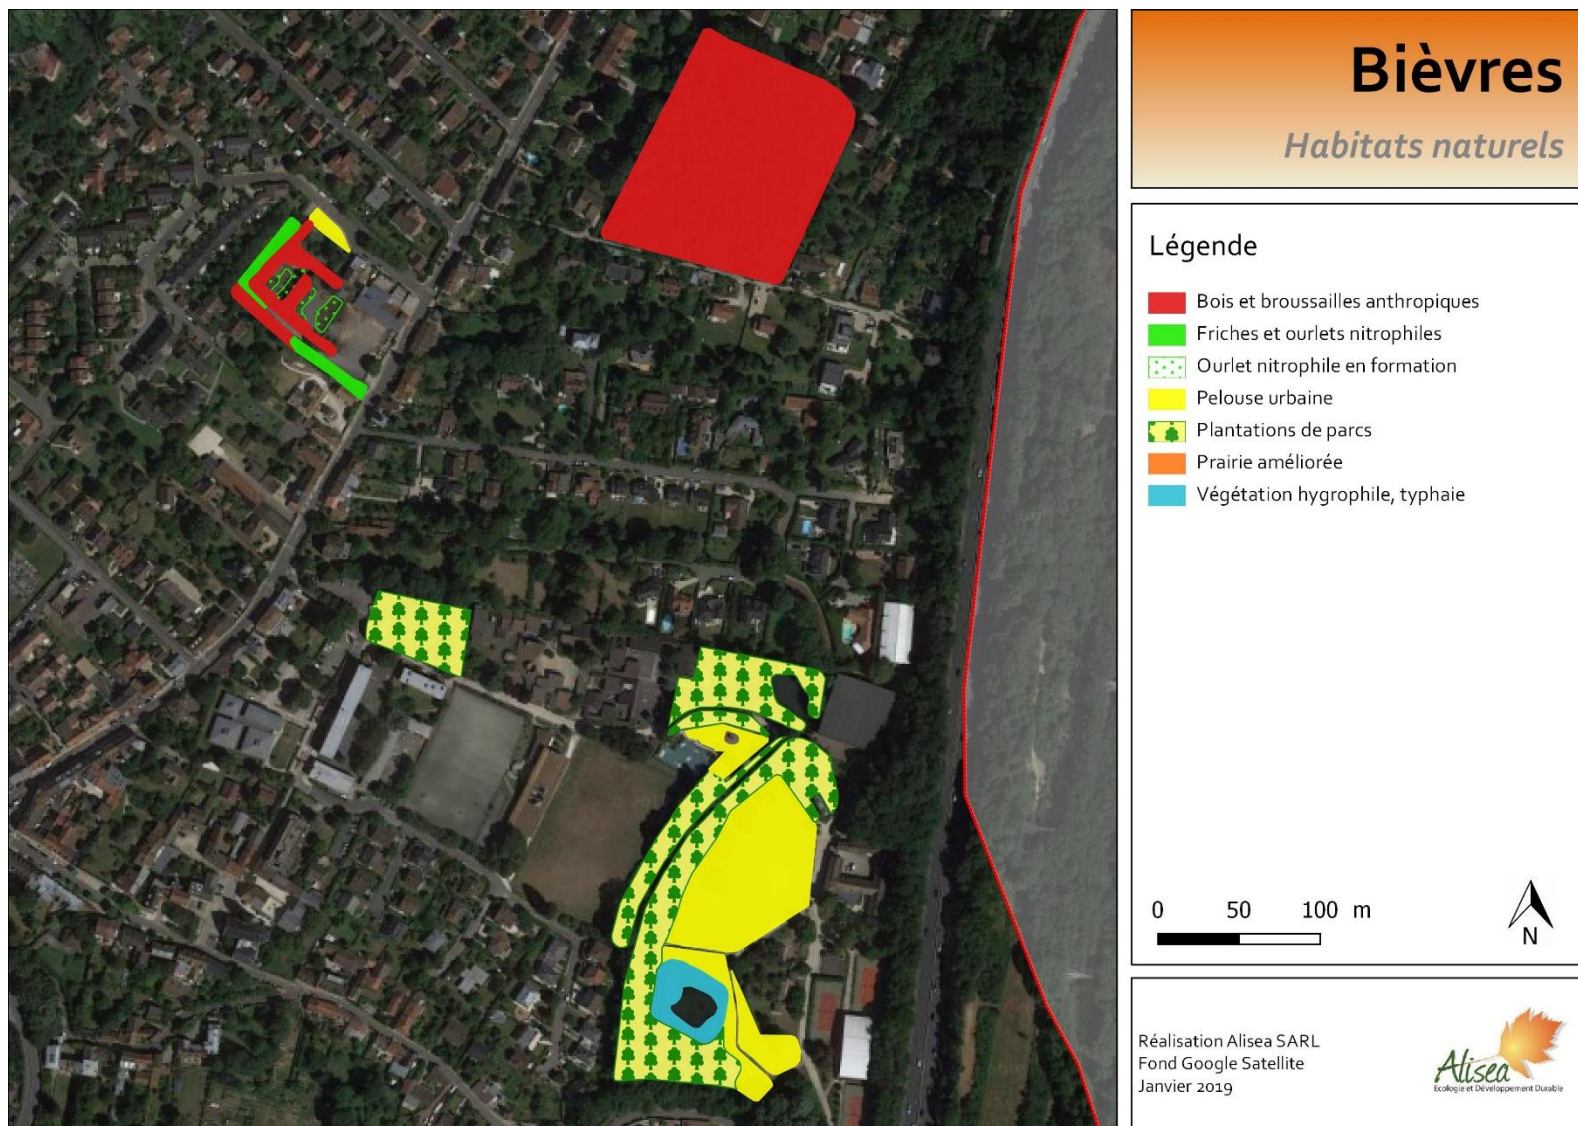 Bièvres
Habitats naturels
Légende
Bois et broussailles anthropiques
Friches et ourlets nitrophiles
Ourlet nitrophile en formation
Pelouse urbaine
Plantations de parcs
Prairie améliorée
Végétation hygrophile, typhaie
0 50 100 m
N
Réalisation Alisea SARL
Fond Google Satellite
Janvier 2019
Alisea
Ecologie et Développement Durable